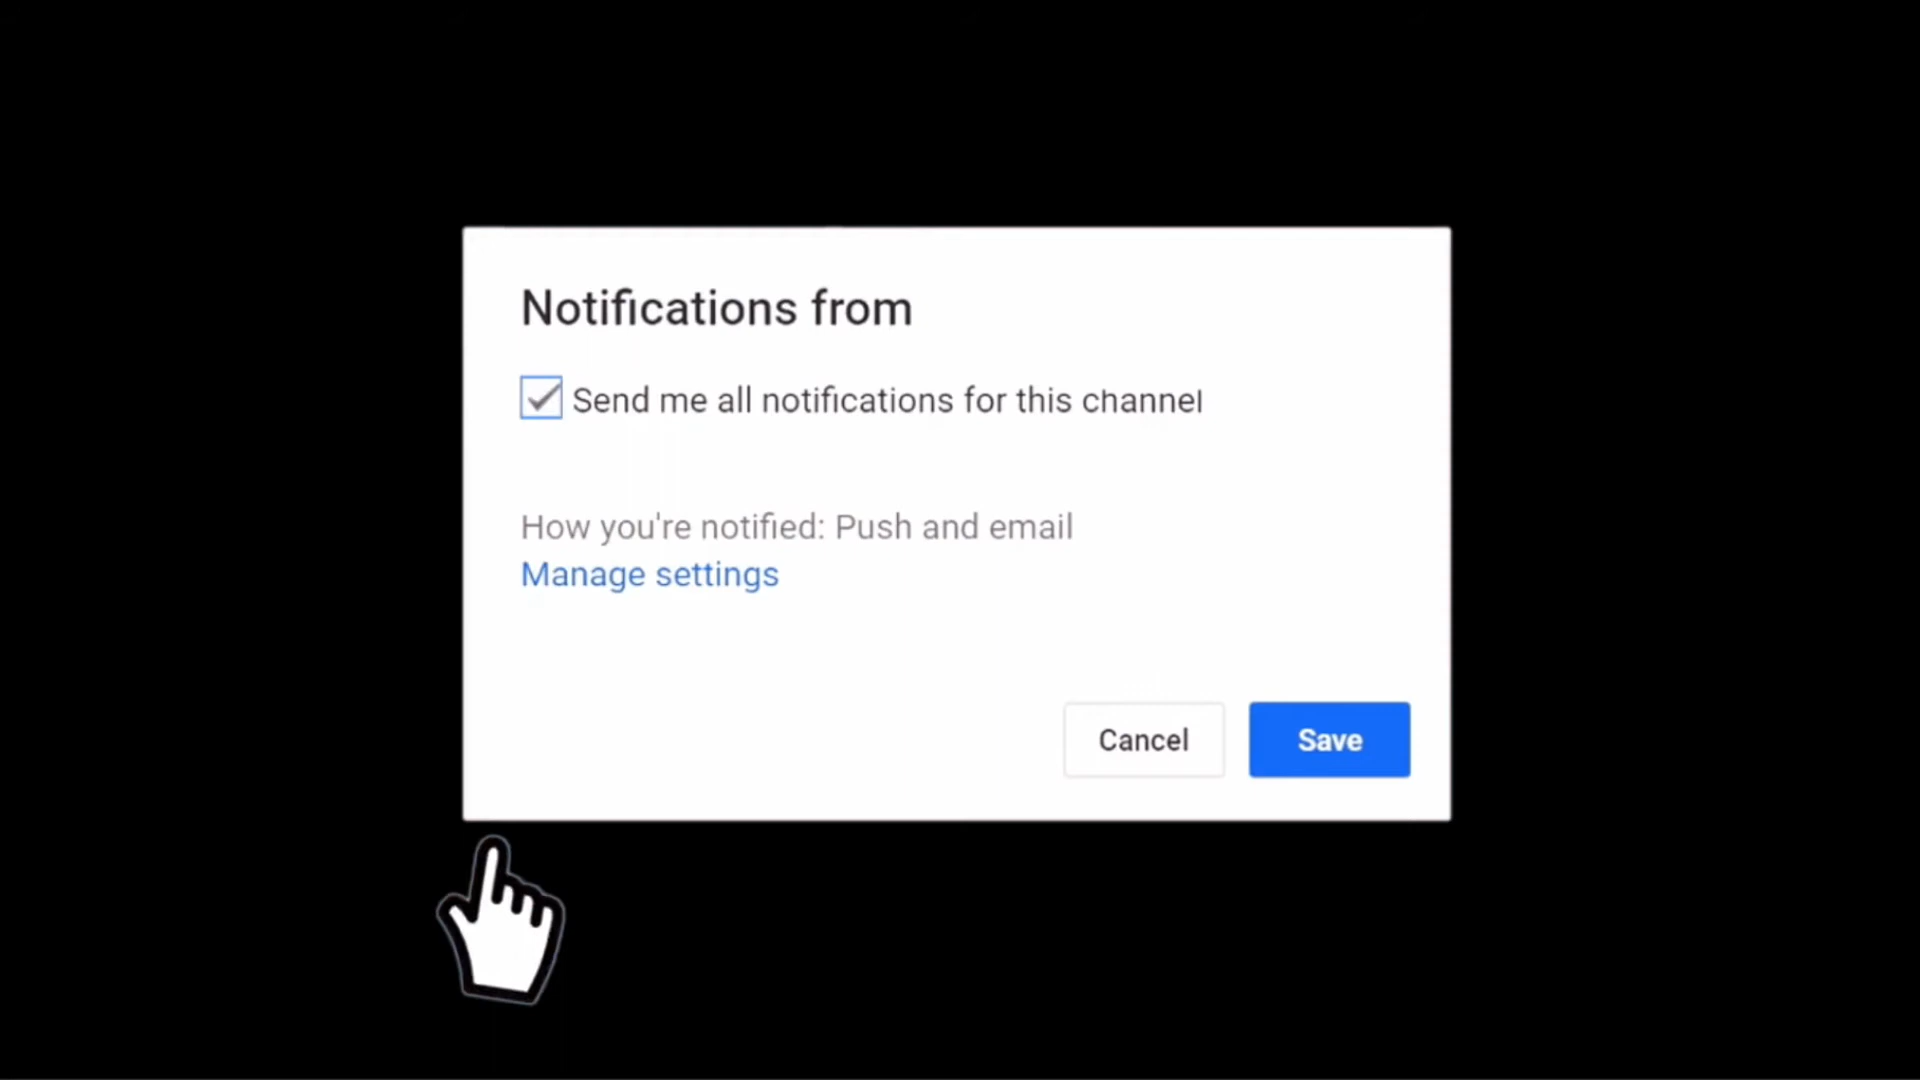 Notifications from
Send me all notifications for this channel
How you're notified: Push and email
Manage settings
Cancel
Save